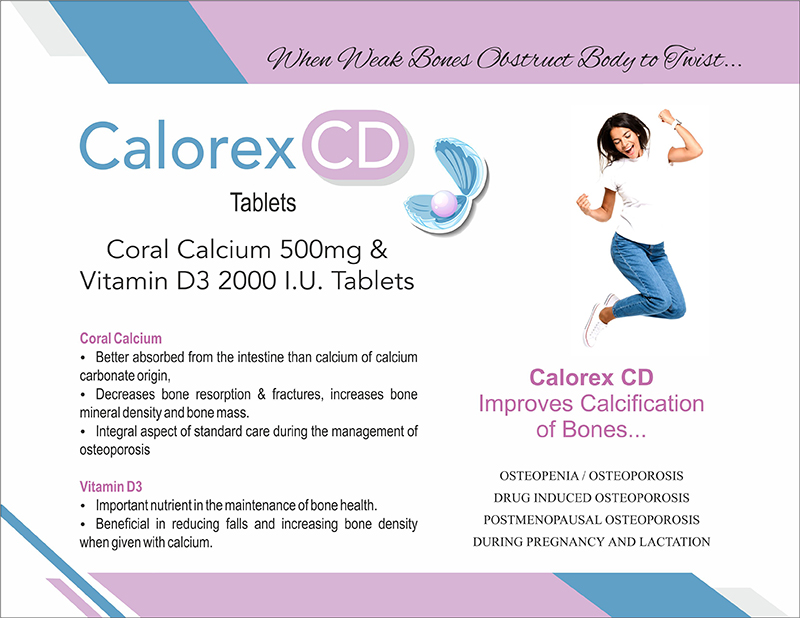 When Weak Bones Obstruct Body to Twist...
Calorex CD
Tablets
Coral Calcium 500mg &
Vitamin D3 2000 I.U. Tablets
Coral Calcium
• Better absorbed from the intestine than calcium of calcium
carbonate origin,
• Decreases bone resorption & fractures, increases bone
mineral density and bone mass.
• Integral aspect of standard care during the management of
osteoporosis
Vitamin D3
• Important nutrient in the maintenance of bone health.
• Beneficial in reducing falls and increasing bone density
when given with calcium.
Calorex CD
Improves Calcification
of Bones...
OSTEOPENIA / OSTEOPOROSIS
DRUG INDUCED OSTEOPOROSIS
POSTMENOPAUSAL OSTEOPOROSIS
DURING PREGNANCY AND LACTATION